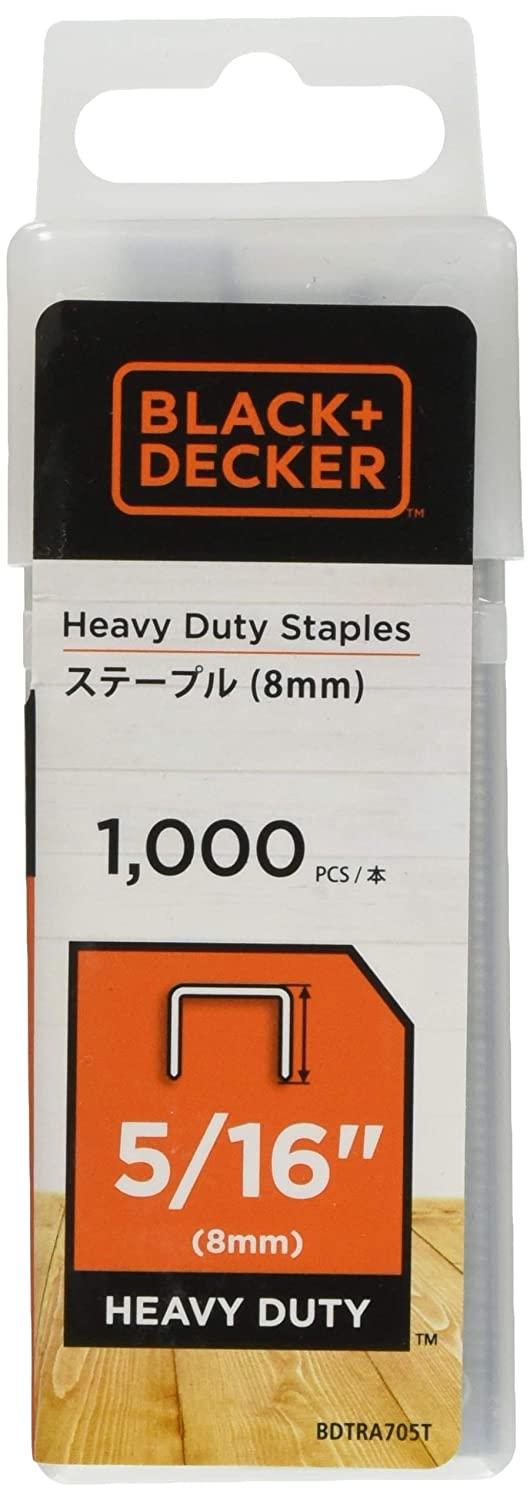 BLACK+
DECKER
™
Heavy Duty Staples
ステープル (8mm)
1,000 PCS / 本
5/16"
(8mm)
HEAVY DUTY
™
BDTRA705T